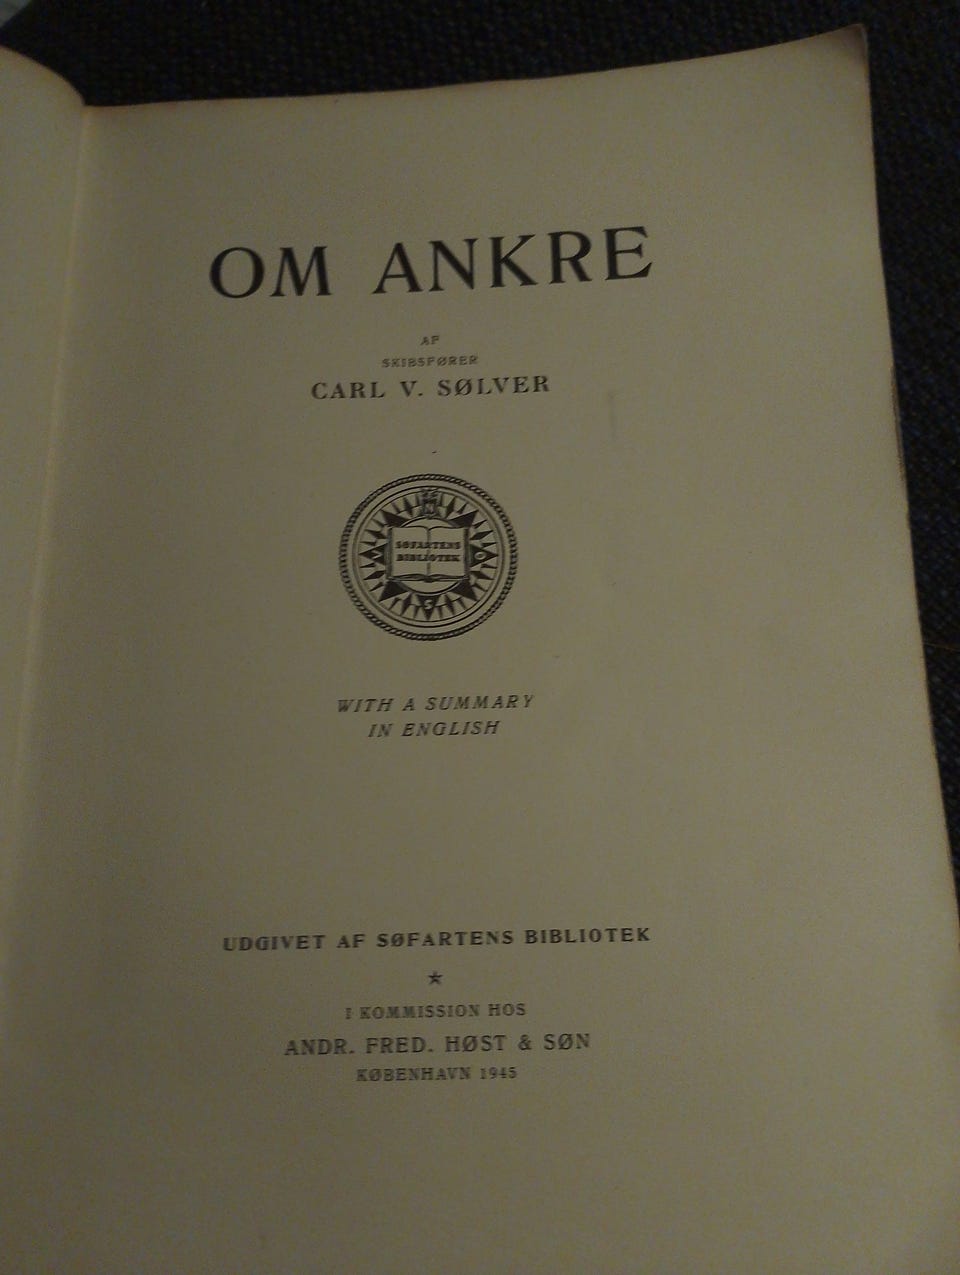 OM ANKRE
AF
SKIBSFØRER
CARL V. SØLVER
N
SØFARTENS
BIBLIOTEK
V
O
S
WITH A SUMMARY
IN ENGLISH
UDGIVET AF SØFARTENS BIBLIOTEK
★
I KOMMISSION HOS
ANDR. FRED. HØST & SØN
KØBENHAVN 1945